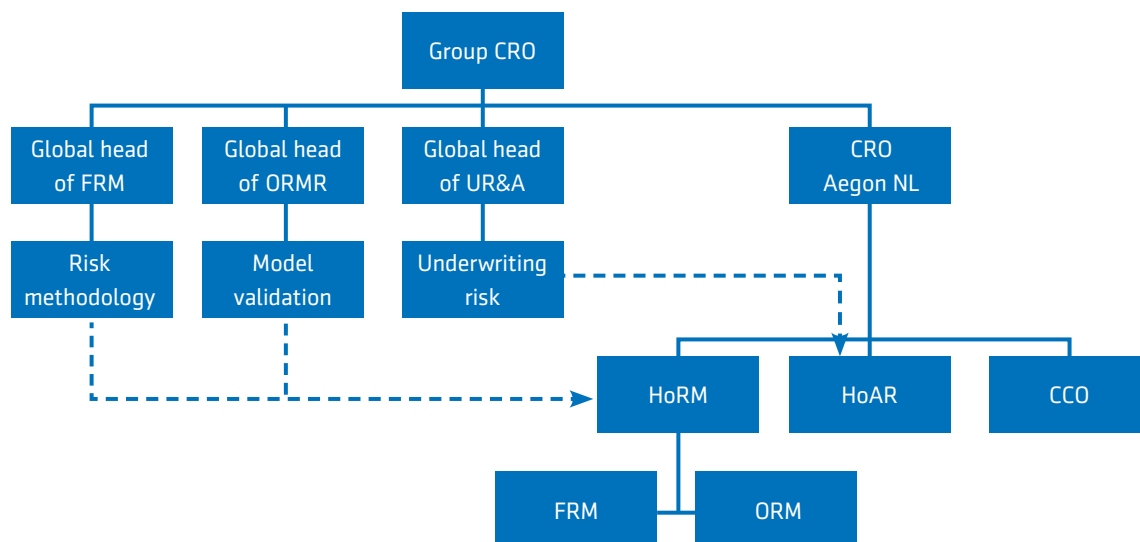 Group CRO
Global head
of FRM
Global head
of ORMR
Global head
of UR&A
CRO
Aegon NL
Risk
methodology
Model
validation
Underwriting
risk
HoRM
HoAR
CCO
FRM
ORM